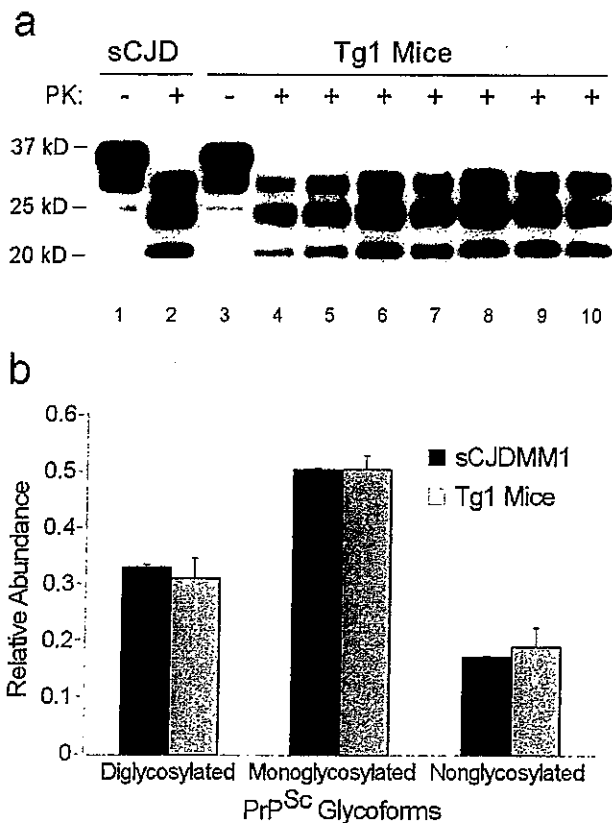 a
sCJD Tg1 Mice
PK: - + - + + + + + + +
37 kD –
25 kD –
20 kD –
1 2 3 4 5 6 7 8 9 10
b
0.6
0.5
0.4
0.3
0.2
0.1
0
Relative Abundance
sCJDMM1
Tg1 Mice
Diglycosylated Monoglycosylated Nonglycosylated
PrPSc Glycoforms